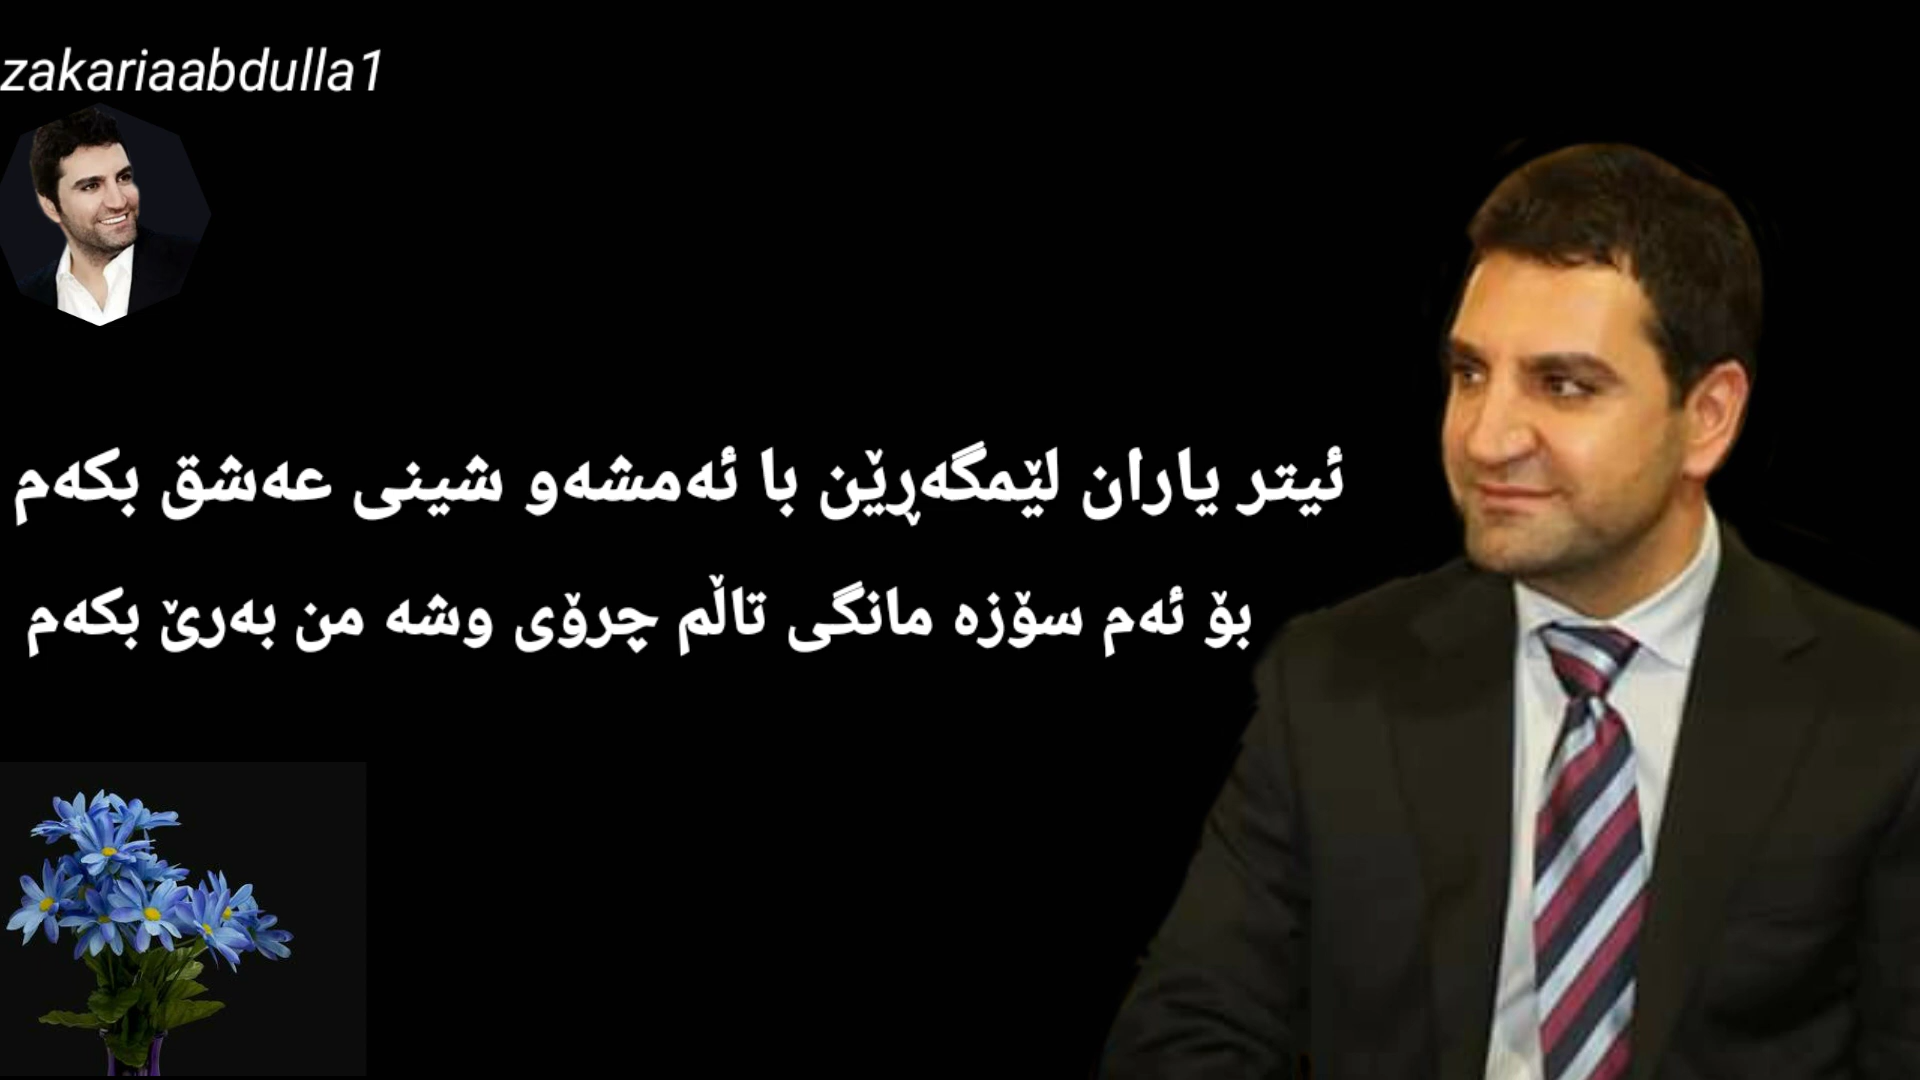 zakariaabdulla1
ئیتر یاران لێمگەڕێن با ئەمشەو شینی عەشق بکەم
بۆ ئەم سۆزە مانگی تاڵم چرۆی وشە من بەرێ بکەم